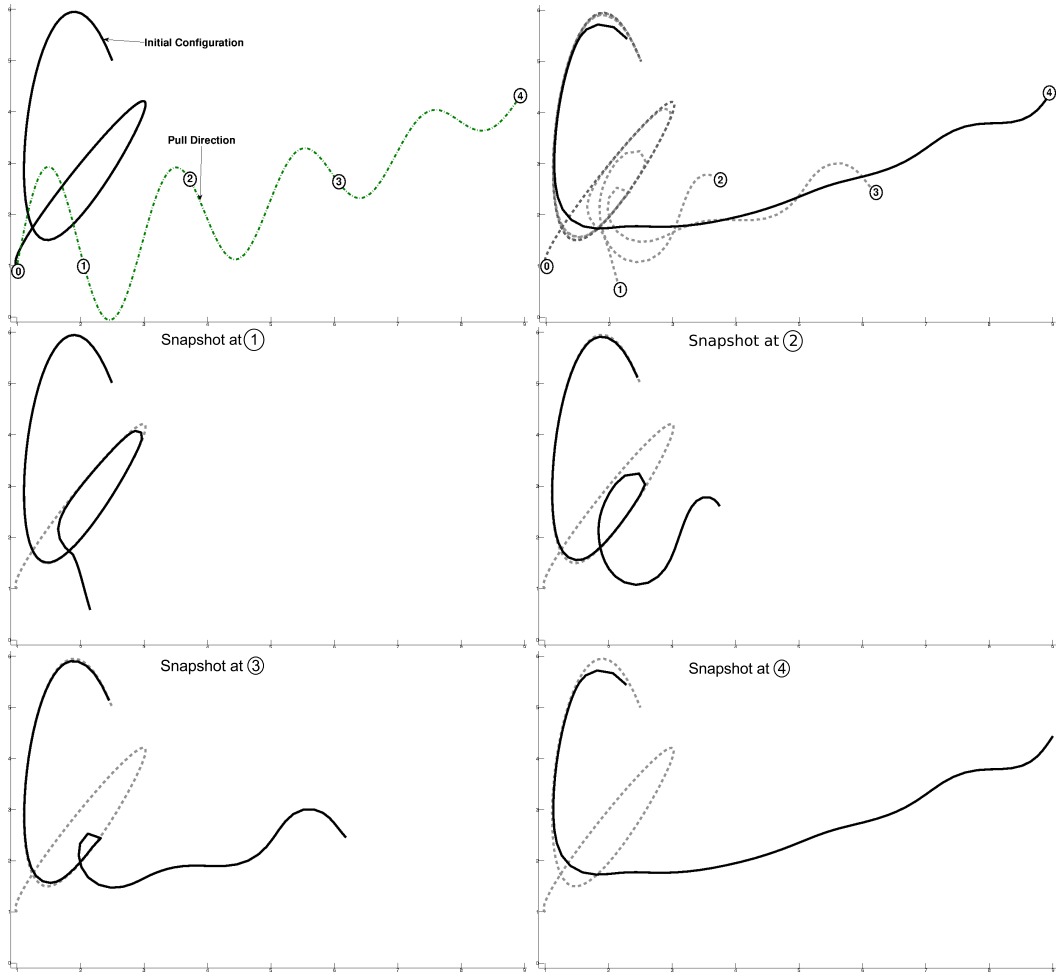 Initial Configuration
Pull Direction
0
1
2
3
4
0
1
2
3
4
Snapshot at 1
Snapshot at 2
Snapshot at 3
Snapshot at 4